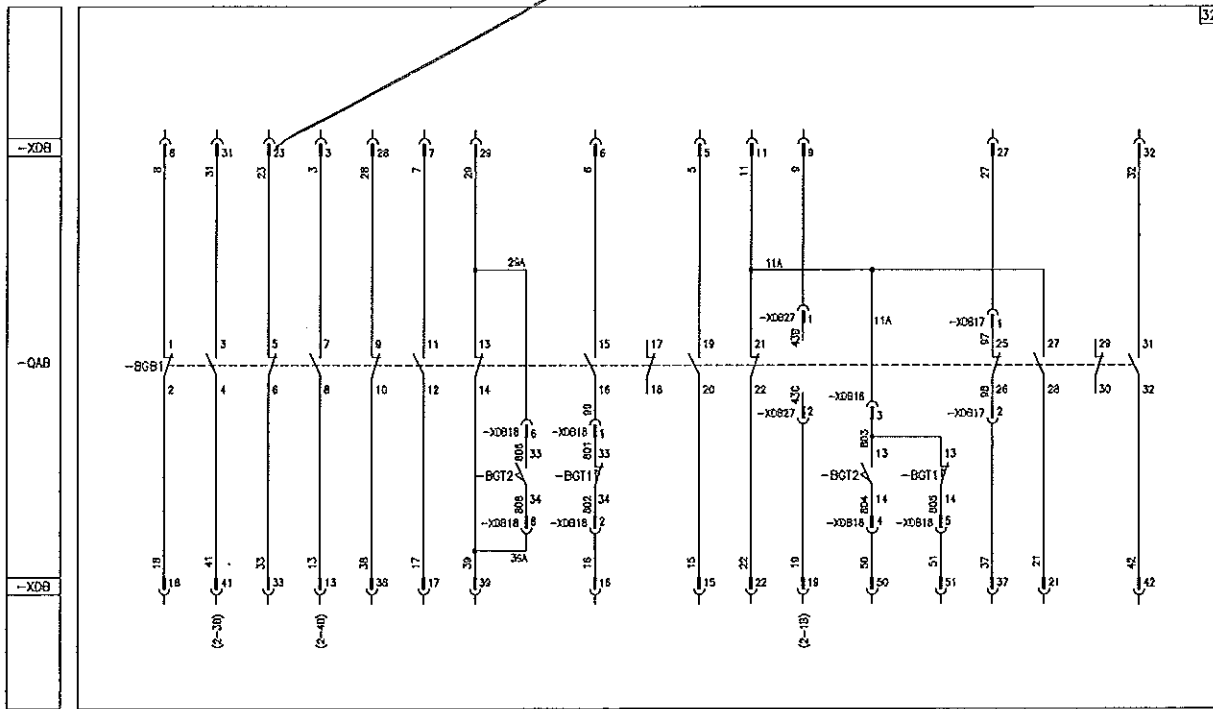 32
-XDB
8 31 23 3 28 7 29 6 5 11 9 27 32
8 31 23 3 28 7 29 6 5 11 9 27 32
29A 11A
-XDB27 1 11A -XDB17 1
43B 97
1 3 5 7 9 11 13 15 17 19 21 25 27 29 31
-QAB
-BGB1
2 4 6 8 10 12 14 16 18 20 22 26 28 30 32
99 43C 98
-XDB27 2 -XDB18 3 -XDB17 2
-XDB18 6 -XDB18 1 803
805 33 801 33 13 13
-BGT2 -BGT1 -BGT2 -BGT1
806 34 802 34 804 14 805 14
-XDB18 8 -XDB18 2 -XDB18 4 -XDB18 5
39A
18 41 33 13 38 17 39 16 15 22 19 50 51 37 21 42
-XDB
18 41 33 13 38 17 39 16 15 22 19 50 51 37 21 42
(2-3B) (2-4B) (2-1B)